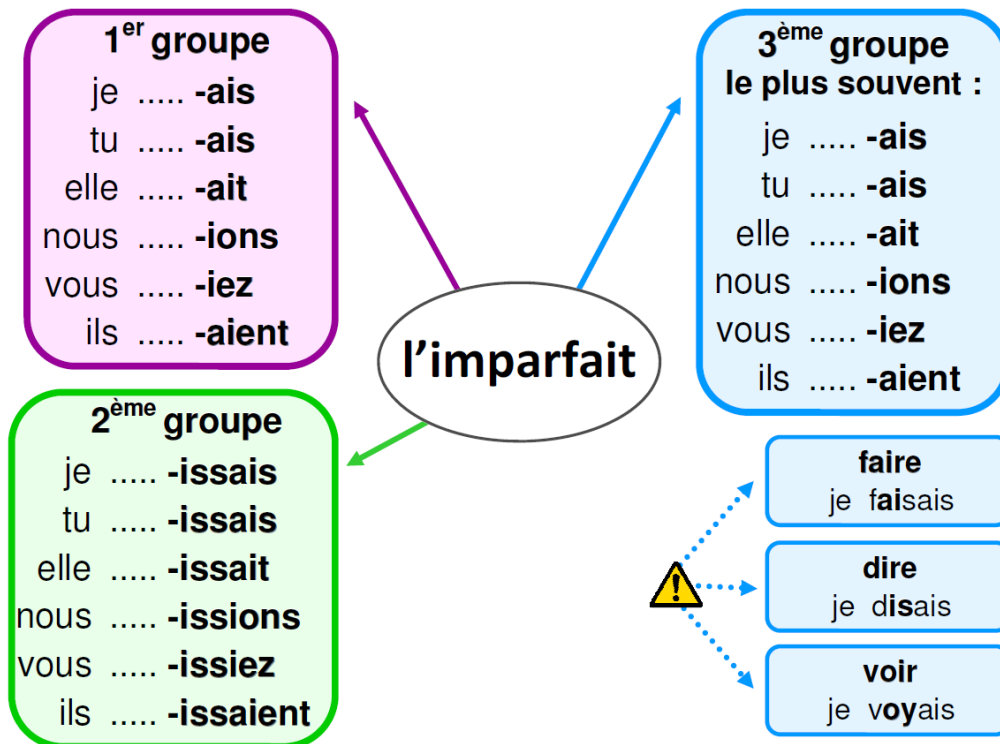 1er groupe
je ..... -ais
tu ..... -ais
elle ..... -ait
nous ..... -ions
vous ..... -iez
ils ..... -aient
2ème groupe
je ..... -issais
tu ..... -issais
elle ..... -issait
nous ..... -issions
vous ..... -issiez
ils ..... -issaient
l’imparfait
3ème groupe
le plus souvent :
je ..... -ais
tu ..... -ais
elle ..... -ait
nous ..... -ions
vous ..... -iez
ils ..... -aient
!
faire
je faisais
dire
je disais
voir
je voyais